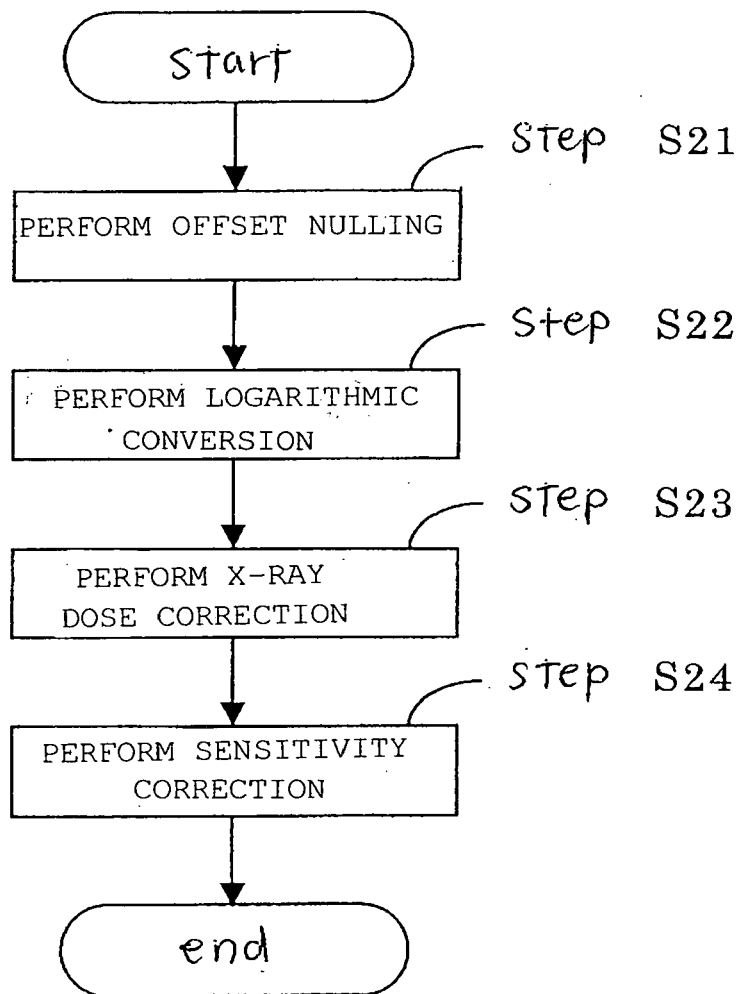 Start
Step S21
PERFORM OFFSET NULLING
Step S22
PERFORM LOGARITHMIC
CONVERSION
Step S23
PERFORM X-RAY
DOSE CORRECTION
Step S24
PERFORM SENSITIVITY
CORRECTION
end